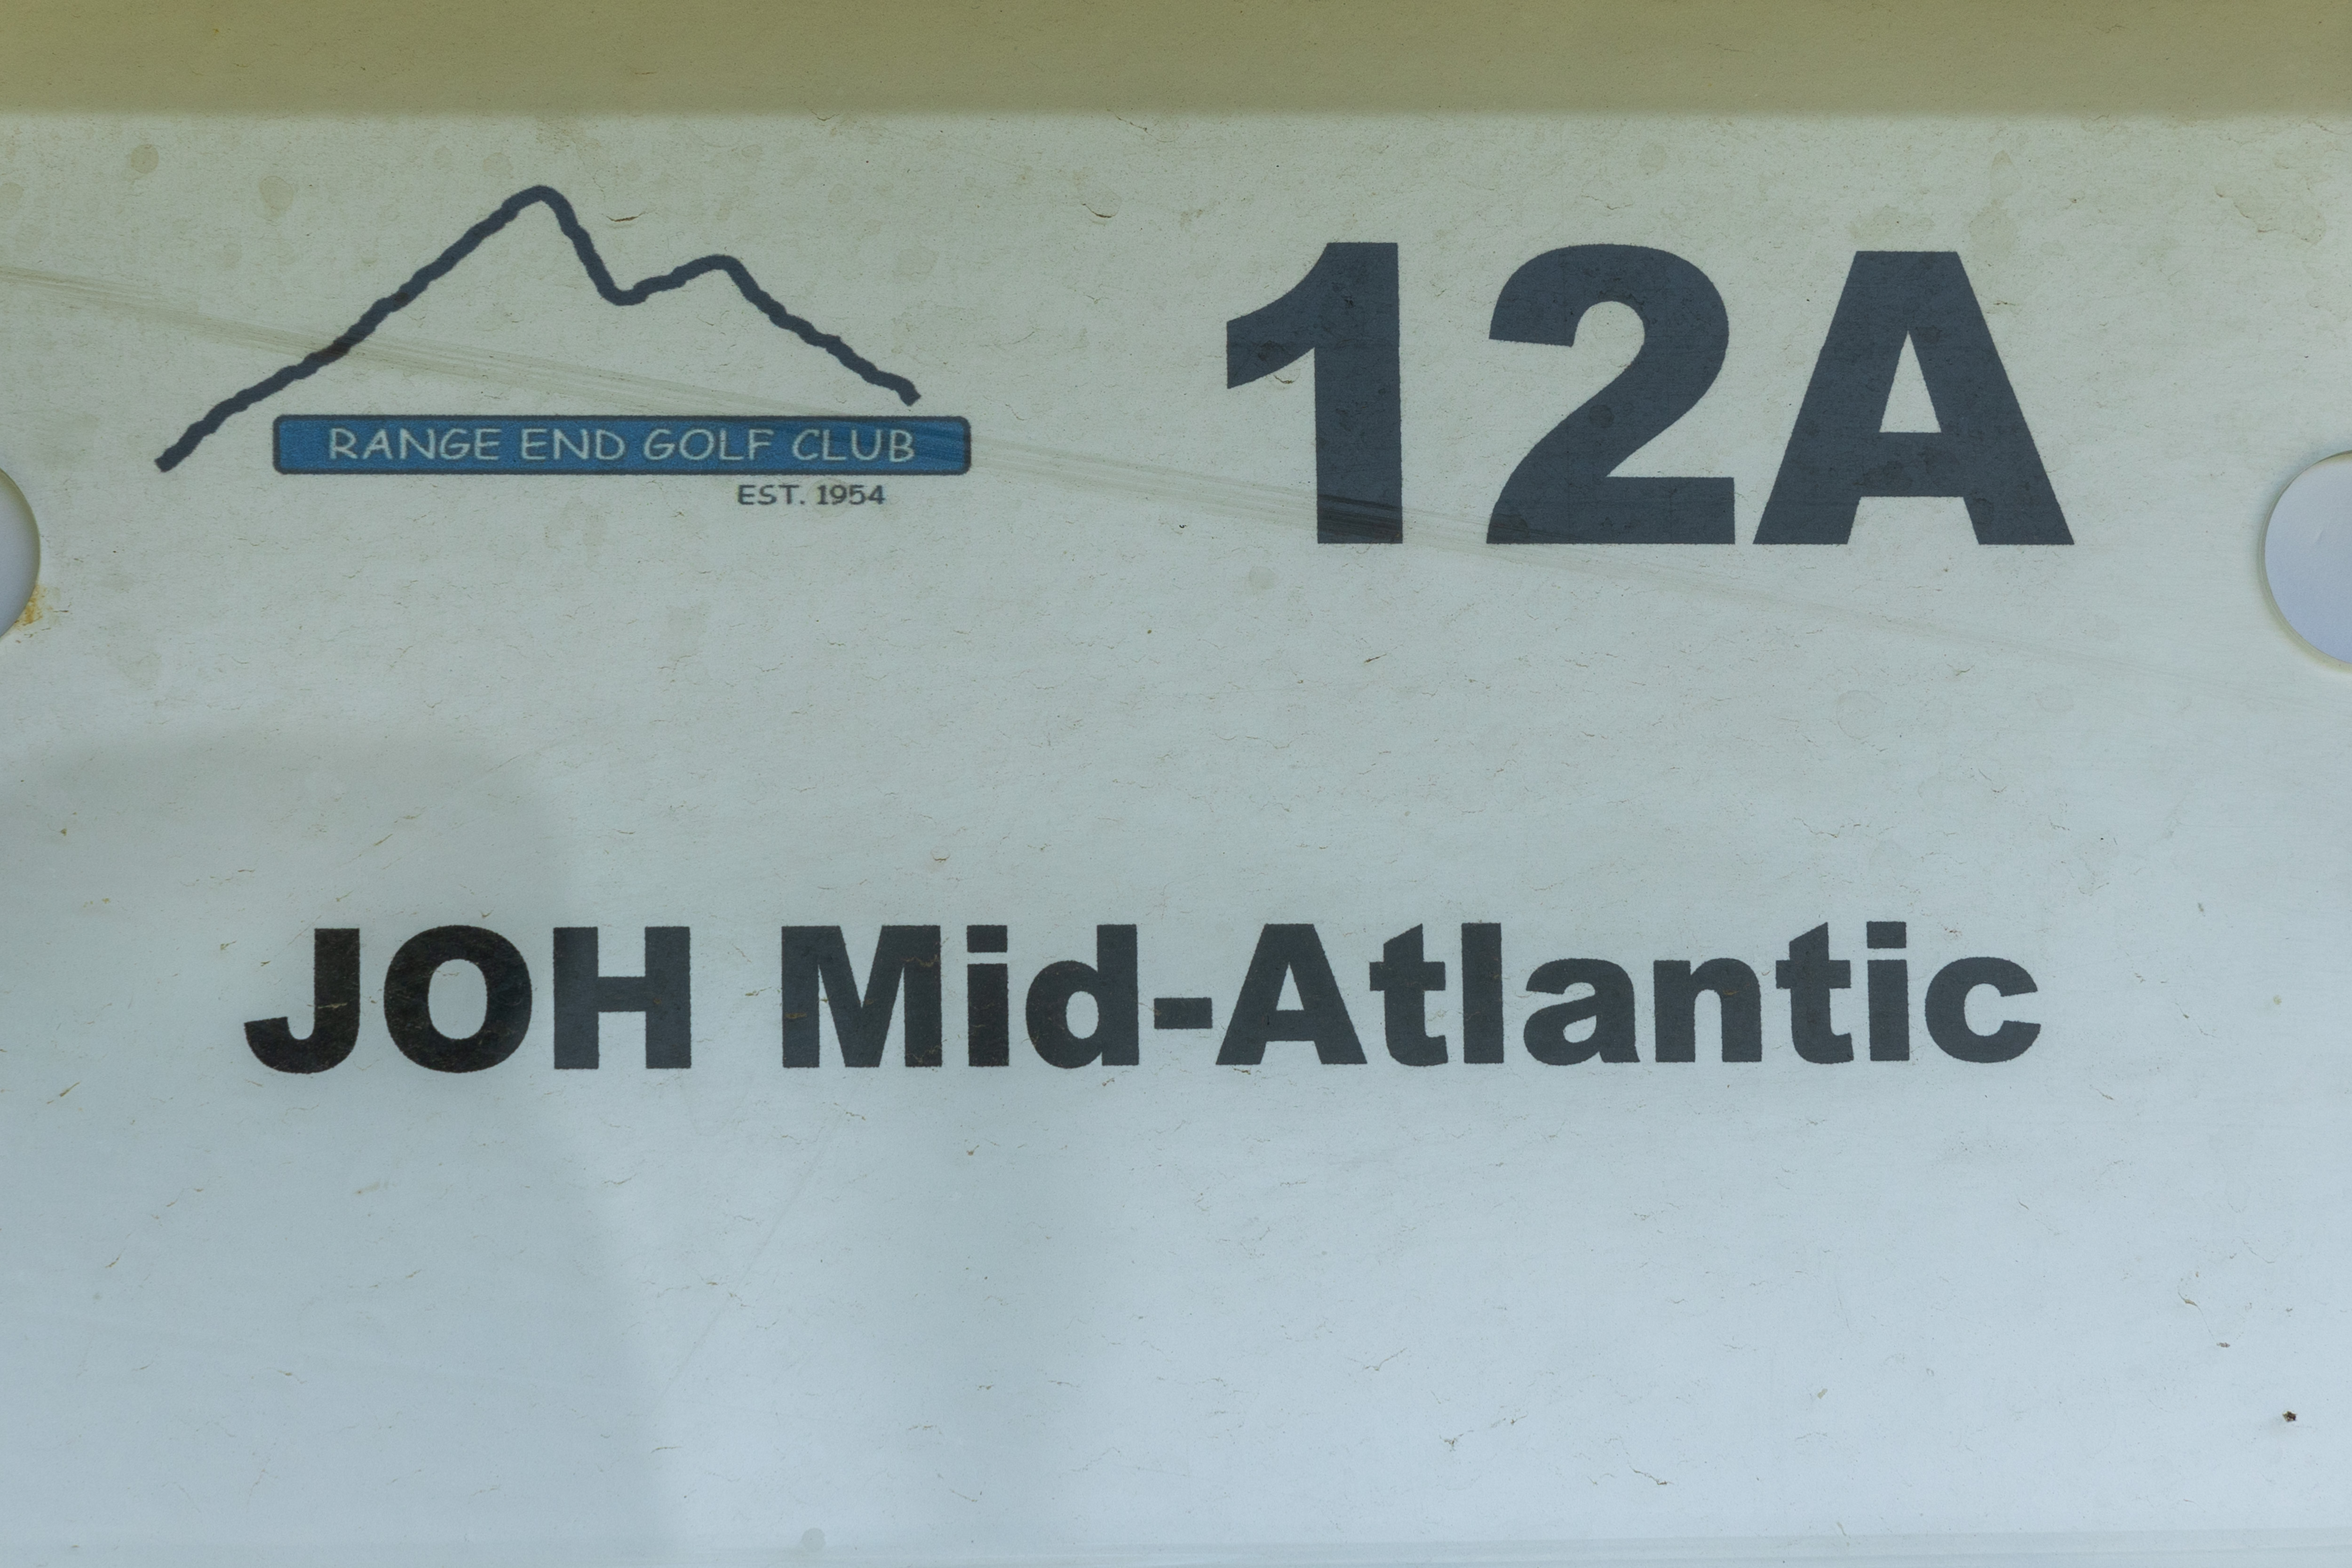 RANGE END GOLF CLUB
EST. 1954
12A
JOH Mid-Atlantic